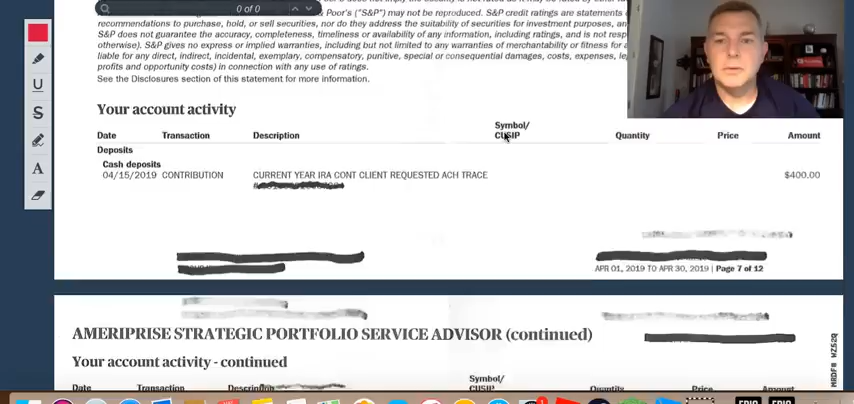 0 of 0
Poor's ("S&P") may not be reproduced. S&P credit ratings are statements
recommendations to purchase, hold, or sell securities, nor do they address the suitability of securities for investment purposes, an
S&P does not guarantee the accuracy, completeness, timeliness or availability of any information, including ratings, and is not resp
otherwise). S&P gives no express or implied warranties, including but not limited to any warranties of merchantability or fitness for a
liable for any direct, indirect, incidental, exemplary, compensatory, punitive, special or consequential damages, costs, expenses, le
profits and opportunity costs) in connection with any use of ratings.
See the Disclosures section of this statement for more information.
Your account activity
Date Transaction Description Symbol/ CUSIP Quantity Price Amount
Deposits
Cash deposits
04/15/2019 CONTRIBUTION CURRENT YEAR IRA CONT CLIENT REQUESTED ACH TRACE $400.00
APR 01, 2019 TO APR 30, 2019 | Page 7 of 12
AMERIPRISE STRATEGIC PORTFOLIO SERVICE ADVISOR (continued)
Your account activity - continued
Date Transaction Description Symbol/ CUSIP Quantity Price Amount